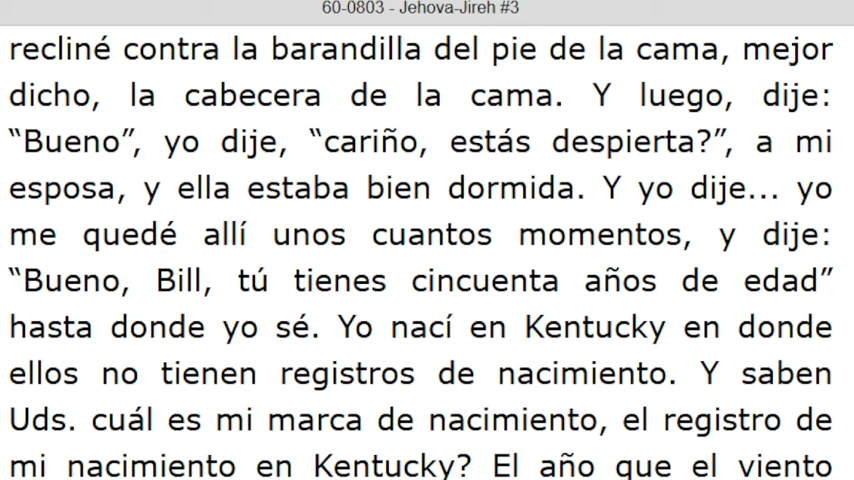 60-0803 - Jehova-Jireh #3
recliné contra la barandilla del pie de la cama, mejor
dicho, la cabecera de la cama. Y luego, dije:
“Bueno”, yo dije, “cariño, estás despierta?”, a mi
esposa, y ella estaba bien dormida. Y yo dije... yo
me quedé allí unos cuantos momentos, y dije:
“Bueno, Bill, tú tienes cincuenta años de edad”
hasta donde yo sé. Yo nací en Kentucky en donde
ellos no tienen registros de nacimiento. Y saben
Uds. cuál es mi marca de nacimiento, el registro de
mi nacimiento en Kentucky? El año que el viento